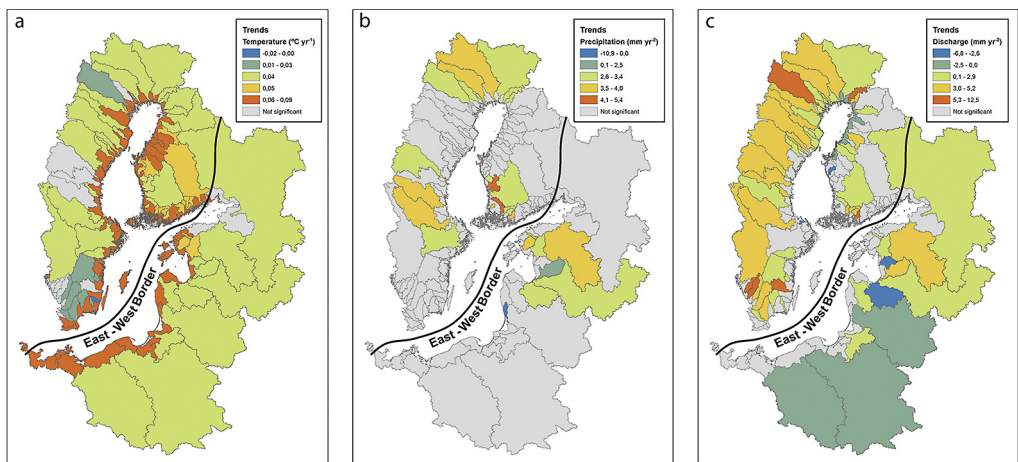 a
Trends
Temperature (ºC yr⁻¹)
-0,02 - 0,00
0,01 - 0,03
0,04
0,05
0,06 - 0,09
Not significant
East - West Border
b
Trends
Precipitation (mm yr⁻²)
-10,9 - 0,0
0,1 - 2,5
2,6 - 3,4
3,5 - 4,0
4,1 - 5,4
Not significant
East - West Border
c
Trends
Discharge (mm yr⁻²)
-6,8 - -2,6
-2,5 - 0,0
0,1 - 2,9
3,0 - 5,2
5,3 - 12,5
Not significant
East - West Border